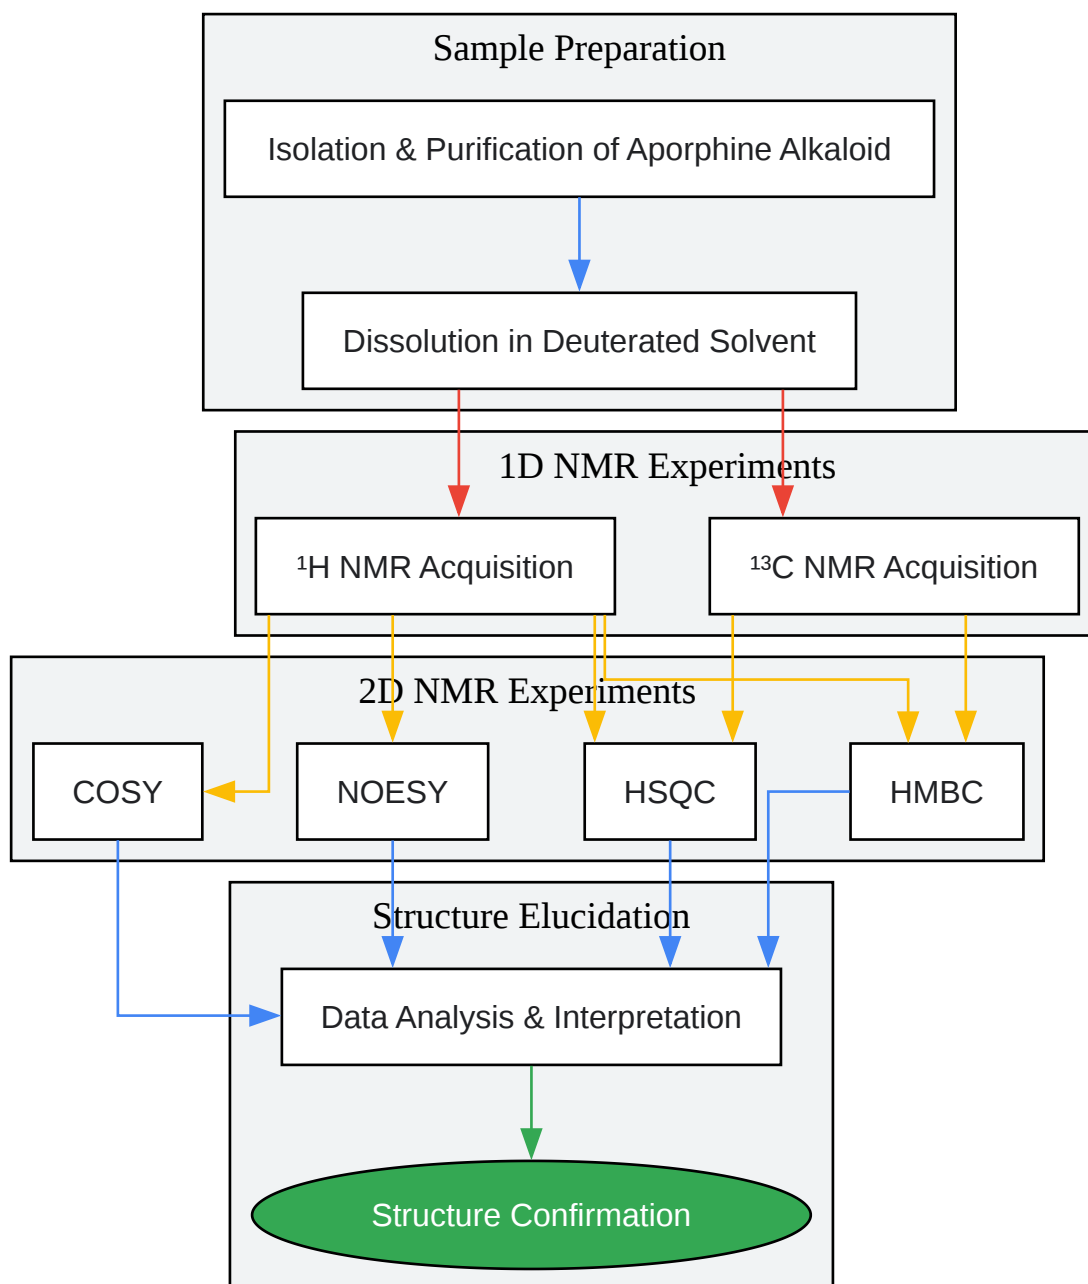 Sample Preparation
Isolation & Purification of Aporphine Alkaloid
Dissolution in Deuterated Solvent
1D NMR Experiments
¹H NMR Acquisition
¹³C NMR Acquisition
2D NMR Experiments
COSY
NOESY
HSQC
HMBC
Structure Elucidation
Data Analysis & Interpretation
Structure Confirmation